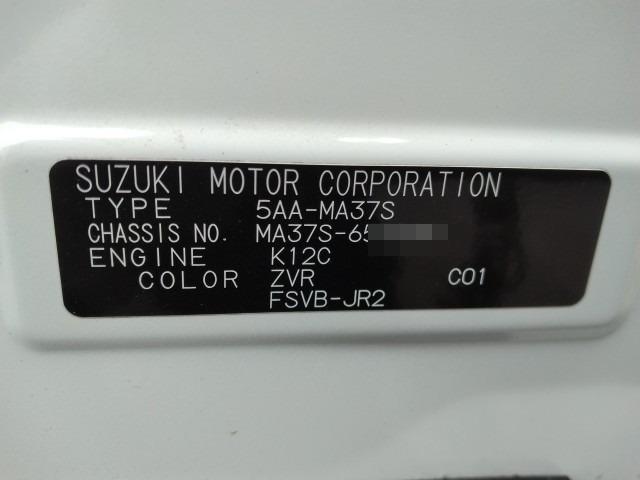 SUZUKI MOTOR CORPORATION
TYPE 5AA-MA37S
CHASSIS NO. MA37S-65
ENGINE K12C
COLOR ZVR C01
FSVB-JR2